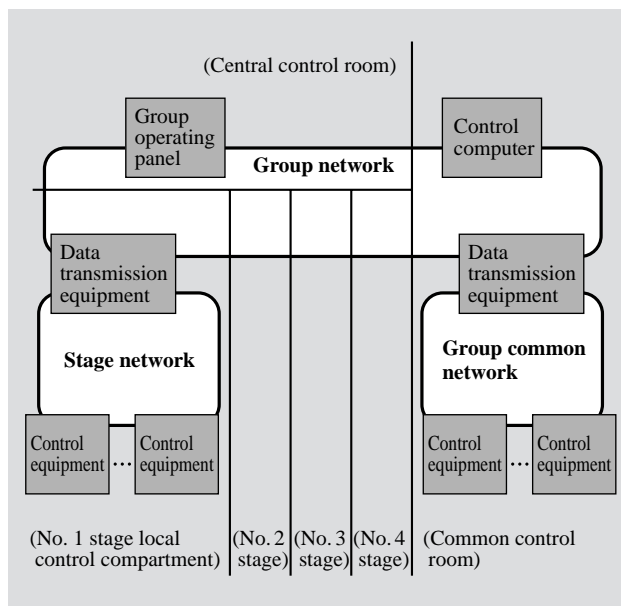 (Central control room)
Group
operating
panel
Control
computer
Group network
Data
transmission
equipment
Data
transmission
equipment
Stage network
Group common
network
Control
equipment
...
Control
equipment
Control
equipment
...
Control
equipment
(No. 1 stage local
control compartment)
(No. 2
stage)
(No. 3
stage)
(No. 4
stage)
(Common control
room)